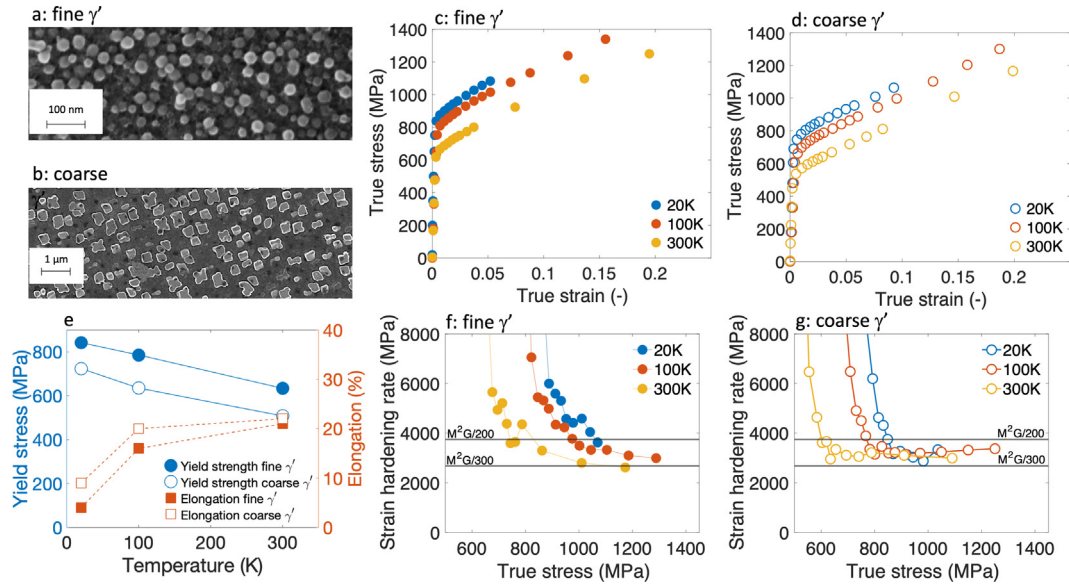 a: fine γ'
100 nm
b: coarse
1 μm
c: fine γ'
True stress (MPa)
1400
1200
1000
800
600
400
200
0
0 0.05 0.1 0.15 0.2
True strain (-)
20K
100K
300K
d: coarse γ'
True stress (MPa)
1400
1200
1000
800
600
400
200
0
0 0.05 0.1 0.15 0.2
True strain (-)
20K
100K
300K
e
Yield stress (MPa)
800
600
400
200
0
Elongation (%)
40
30
20
10
0
0 100 200 300
Temperature (K)
Yield strength fine γ'
Yield strength coarse γ'
Elongation fine γ'
Elongation coarse γ'
f: fine γ'
Strain hardening rate (MPa)
8000
6000
4000
2000
0
600 800 1000 1200 1400
True stress (MPa)
20K
100K
300K
M²G/200
M²G/300
g: coarse γ'
Strain hardening rate (MPa)
8000
6000
4000
2000
0
600 800 1000 1200 1400
True stress (MPa)
20K
100K
300K
M²G/200
M²G/300